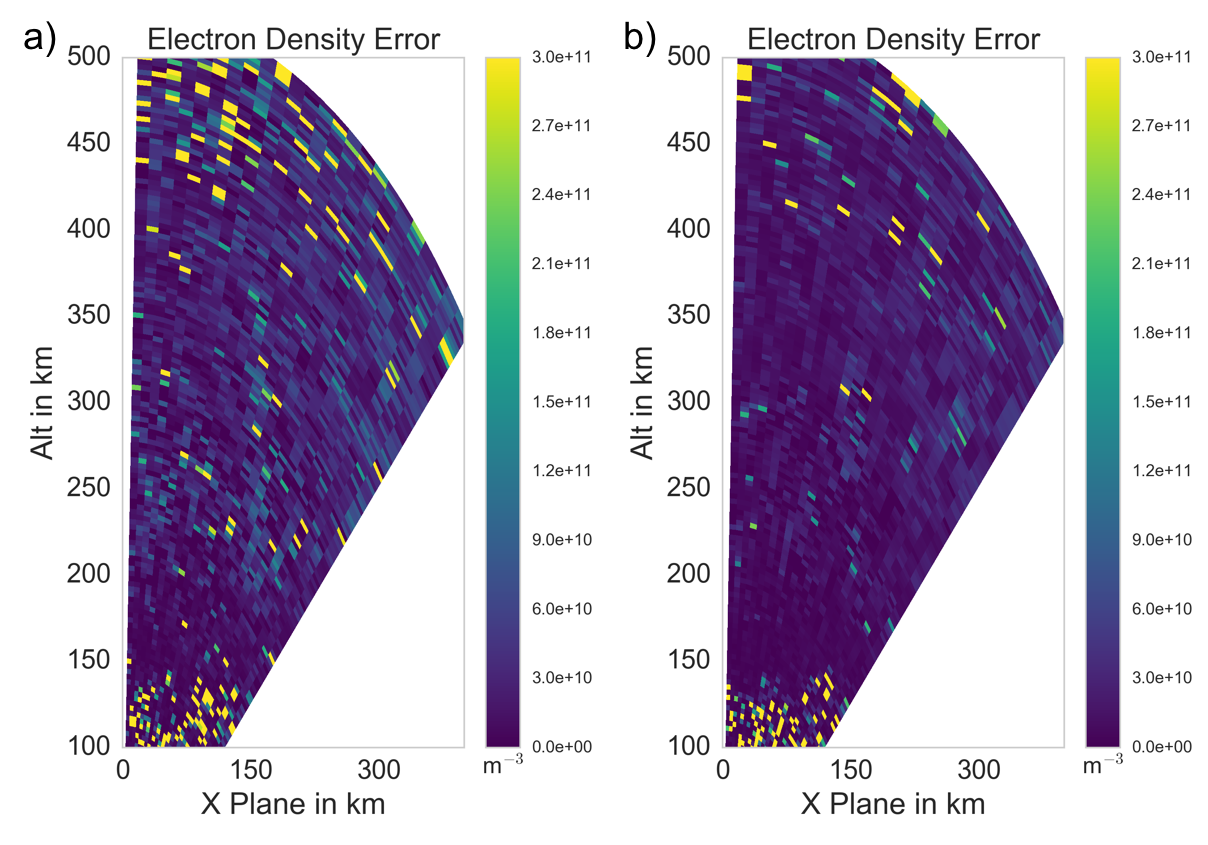 a)
Electron Density Error
500
450
400
350
300
250
200
150
100
Alt in km
0
150
300
X Plane in km
3.0e+11
2.7e+11
2.4e+11
2.1e+11
1.8e+11
1.5e+11
1.2e+11
9.0e+10
6.0e+10
3.0e+10
0.0e+00
m⁻³
b)
Electron Density Error
500
450
400
350
300
250
200
150
100
Alt in km
0
150
300
X Plane in km
3.0e+11
2.7e+11
2.4e+11
2.1e+11
1.8e+11
1.5e+11
1.2e+11
9.0e+10
6.0e+10
3.0e+10
0.0e+00
m⁻³